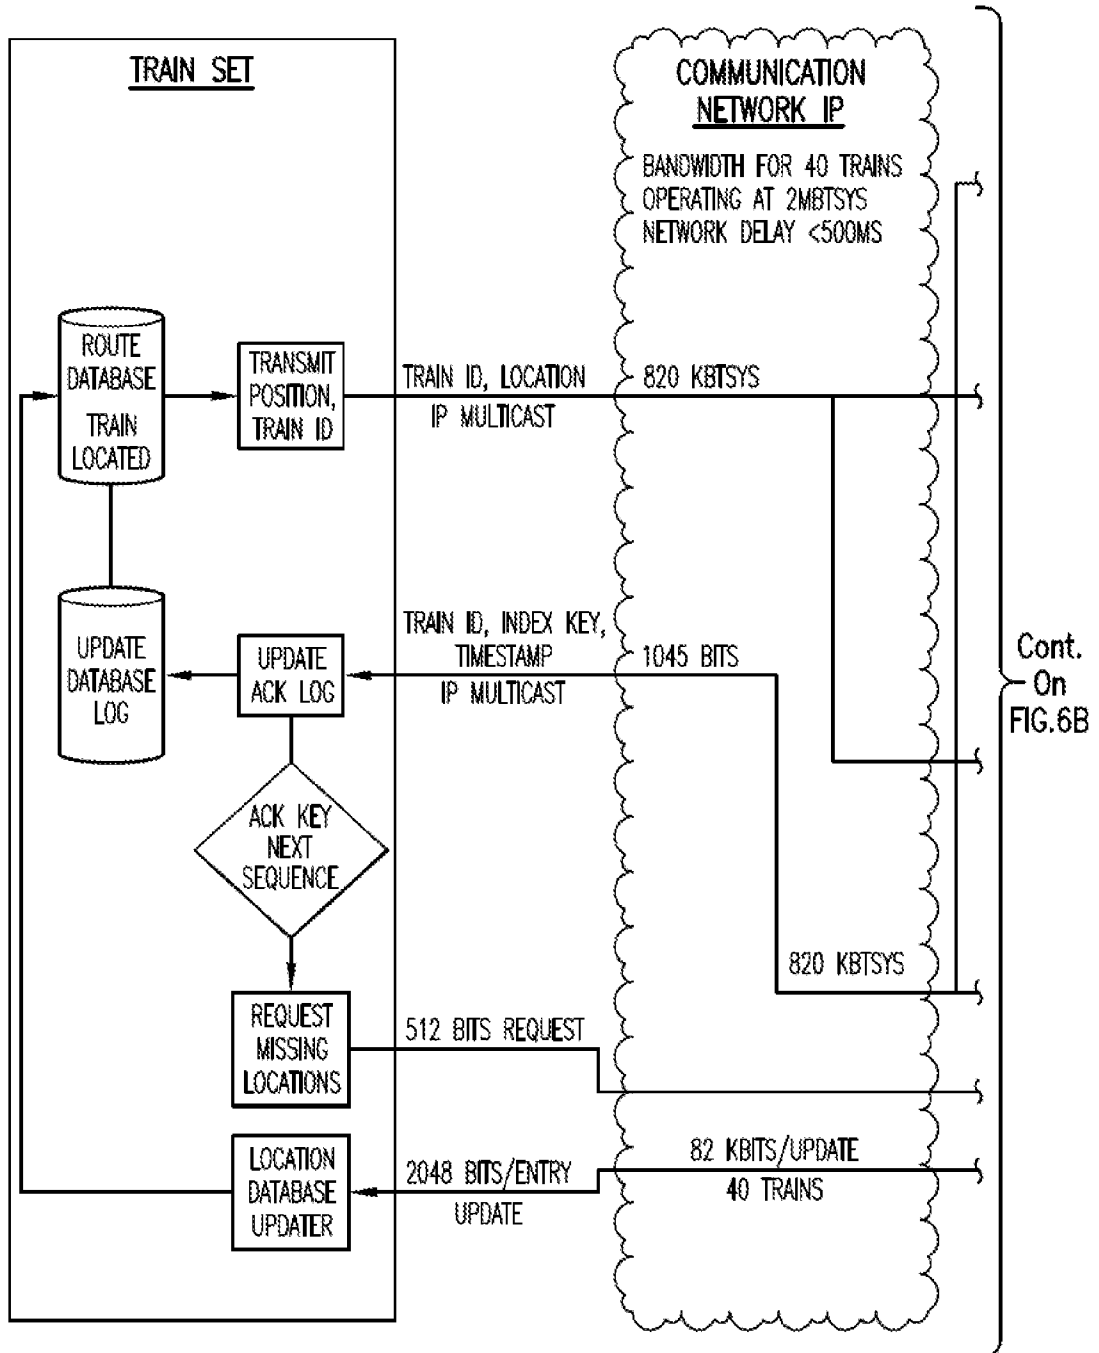 TRAIN SET
COMMUNICATION
NETWORK IP
BANDWIDTH FOR 40 TRAINS
OPERATING AT 2MBTSYS
NETWORK DELAY <500MS
ROUTE
DATABASE
TRAIN
LOCATED
TRANSMIT
POSITION,
TRAIN ID
TRAIN ID, LOCATION
IP MULTICAST
820 KBTSYS
UPDATE
DATABASE
LOG
UPDATE
ACK LOG
TRAIN ID, INDEX KEY,
TIMESTAMP
IP MULTICAST
1045 BITS
Cont.
On
FIG.6B
ACK KEY
NEXT
SEQUENCE
820 KBTSYS
REQUEST
MISSING
LOCATIONS
512 BITS REQUEST
LOCATION
DATABASE
UPDATER
2048 BITS/ENTRY
UPDATE
82 KBITS/UPDATE
40 TRAINS